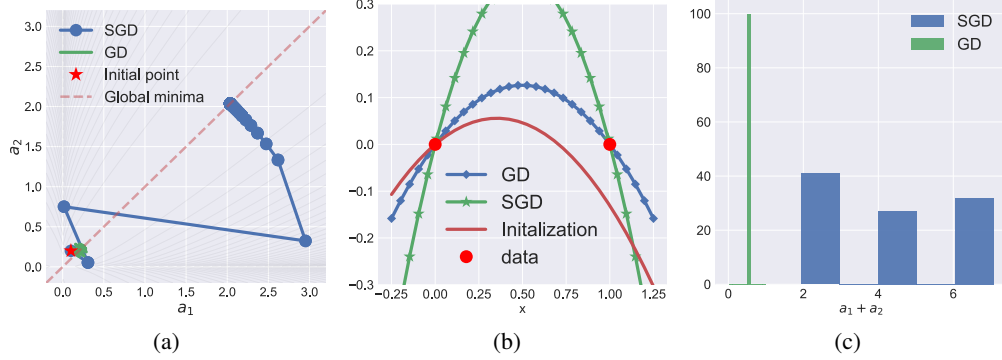 SGD
GD
Initial point
Global minima
3.0
2.5
2.0
1.5
1.0
0.5
0.0
a2
0.0 0.5 1.0 1.5 2.0 2.5 3.0
a1
(a)
0.3
0.2
0.1
0.0
−0.1
−0.2
−0.3
GD
SGD
Initalization
data
−0.25 0.00 0.25 0.50 0.75 1.00 1.25
x
(b)
SGD
GD
100
80
60
40
20
0
0 2 4 6
a1 + a2
(c)